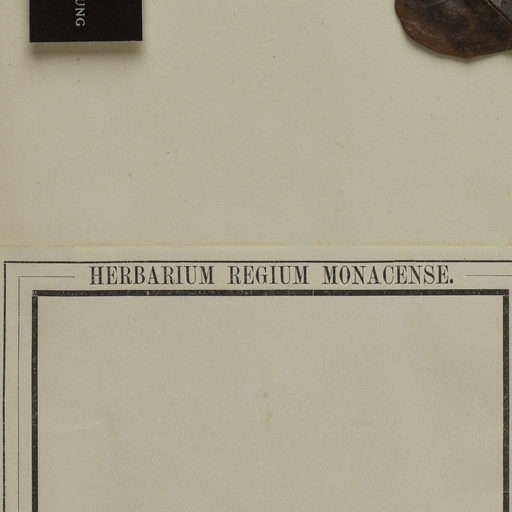 UNG
HERBARIUM REGIUM MONACENSE.